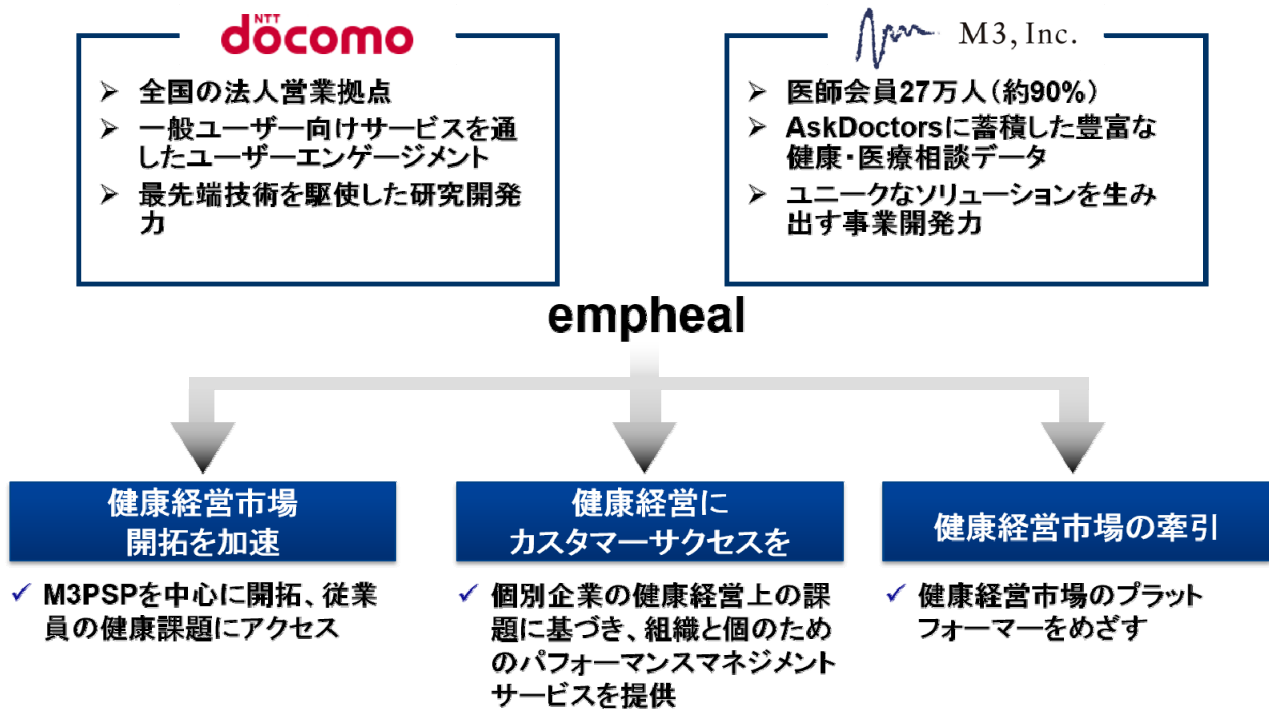 NTT
döcomo
全国の法人営業拠点
一般ユーザー向けサービスを通
したユーザーエンゲージメント
最先端技術を駆使した研究開発
力
M3, Inc.
医師会員27万人（約90%）
AskDoctorsに蓄積した豊富な
健康・医療相談データ
ユニークなソリューションを生み
出す事業開発力
empheal
健康経営市場
開拓を加速
M3PSPを中心に開拓、従業
員の健康課題にアクセス
健康経営に
カスタマーサクセスを
個別企業の健康経営上の課
題に基づき、組織と個のため
のパフォーマンスマネジメント
サービスを提供
健康経営市場の牽引
健康経営市場のプラット
フォーマーをめざす